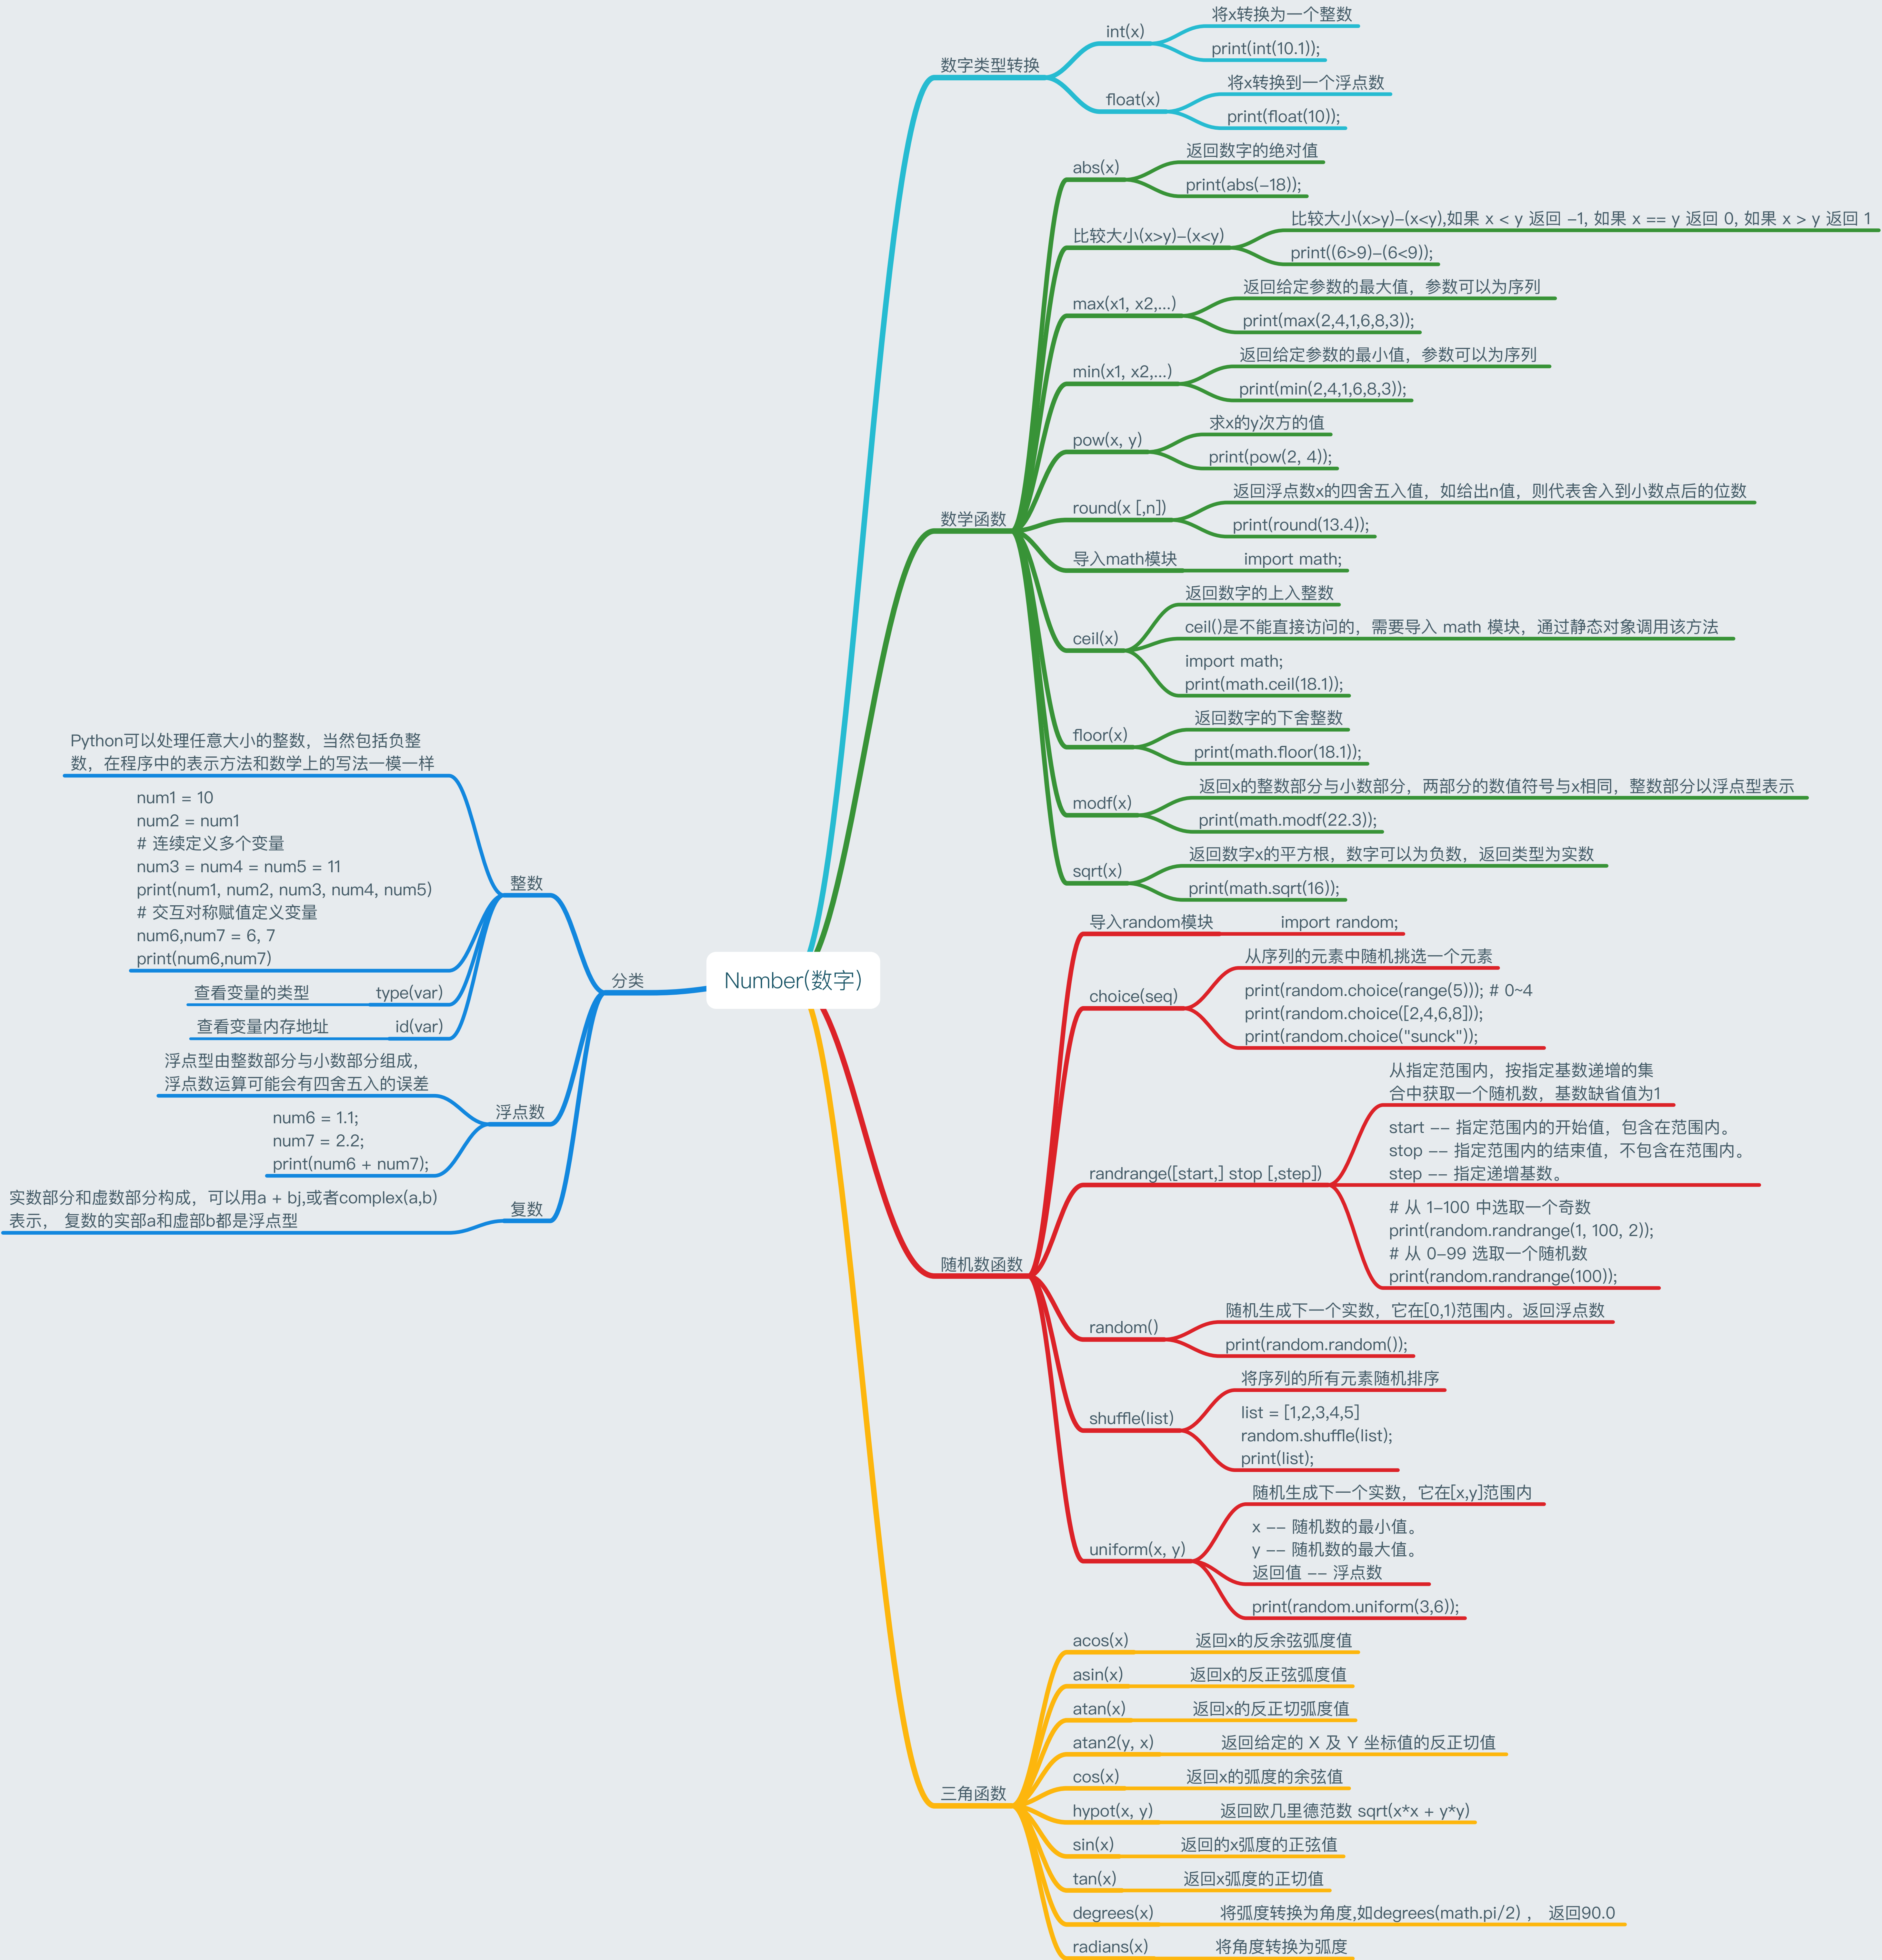 Number(数字)
分类
整数
Python可以处理任意大小的整数，当然包括负整
数，在程序中的表示方法和数学上的写法一模一样
num1 = 10
num2 = num1
# 连续定义多个变量
num3 = num4 = num5 = 11
print(num1, num2, num3, num4, num5)
# 交互对称赋值定义变量
num6,num7 = 6, 7
print(num6,num7)
type(var)
查看变量的类型
id(var)
查看变量内存地址
浮点数
浮点型由整数部分与小数部分组成，
浮点数运算可能会有四舍五入的误差
num6 = 1.1;
num7 = 2.2;
print(num6 + num7);
复数
实数部分和虚数部分构成，可以用a + bj,或者complex(a,b)
表示， 复数的实部a和虚部b都是浮点型
数字类型转换
int(x)
将x转换为一个整数
print(int(10.1));
float(x)
将x转换到一个浮点数
print(float(10));
数学函数
abs(x)
返回数字的绝对值
print(abs(-18));
比较大小(x>y)-(x<y)
比较大小(x>y)-(x<y),如果 x < y 返回 -1, 如果 x == y 返回 0, 如果 x > y 返回 1
print((6>9)-(6<9));
max(x1, x2,...)
返回给定参数的最大值，参数可以为序列
print(max(2,4,1,6,8,3));
min(x1, x2,...)
返回给定参数的最小值，参数可以为序列
print(min(2,4,1,6,8,3));
pow(x, y)
求x的y次方的值
print(pow(2, 4));
round(x [,n])
返回浮点数x的四舍五入值，如给出n值，则代表舍入到小数点后的位数
print(round(13.4));
导入math模块
import math;
ceil(x)
返回数字的上入整数
ceil()是不能直接访问的，需要导入 math 模块，通过静态对象调用该方法
import math;
print(math.ceil(18.1));
floor(x)
返回数字的下舍整数
print(math.floor(18.1));
modf(x)
返回x的整数部分与小数部分，两部分的数值符号与x相同，整数部分以浮点型表示
print(math.modf(22.3));
sqrt(x)
返回数字x的平方根，数字可以为负数，返回类型为实数
print(math.sqrt(16));
随机数函数
导入random模块
import random;
choice(seq)
从序列的元素中随机挑选一个元素
print(random.choice(range(5))); # 0~4
print(random.choice([2,4,6,8]));
print(random.choice("sunck"));
randrange([start,] stop [,step])
从指定范围内，按指定基数递增的集
合中获取一个随机数，基数缺省值为1
start -- 指定范围内的开始值，包含在范围内。
stop -- 指定范围内的结束值，不包含在范围内。
step -- 指定递增基数。
# 从 1-100 中选取一个奇数
print(random.randrange(1, 100, 2));
# 从 0-99 选取一个随机数
print(random.randrange(100));
random()
随机生成下一个实数，它在[0,1)范围内。返回浮点数
print(random.random());
shuffle(list)
将序列的所有元素随机排序
list = [1,2,3,4,5]
random.shuffle(list);
print(list);
uniform(x, y)
随机生成下一个实数，它在[x,y]范围内
x -- 随机数的最小值。
y -- 随机数的最大值。
返回值 -- 浮点数
print(random.uniform(3,6));
三角函数
acos(x)
返回x的反余弦弧度值
asin(x)
返回x的反正弦弧度值
atan(x)
返回x的反正切弧度值
atan2(y, x)
返回给定的 X 及 Y 坐标值的反正切值
cos(x)
返回x的弧度的余弦值
hypot(x, y)
返回欧几里德范数 sqrt(x*x + y*y)
sin(x)
返回的x弧度的正弦值
tan(x)
返回x弧度的正切值
degrees(x)
将弧度转换为角度,如degrees(math.pi/2) ， 返回90.0
radians(x)
将角度转换为弧度